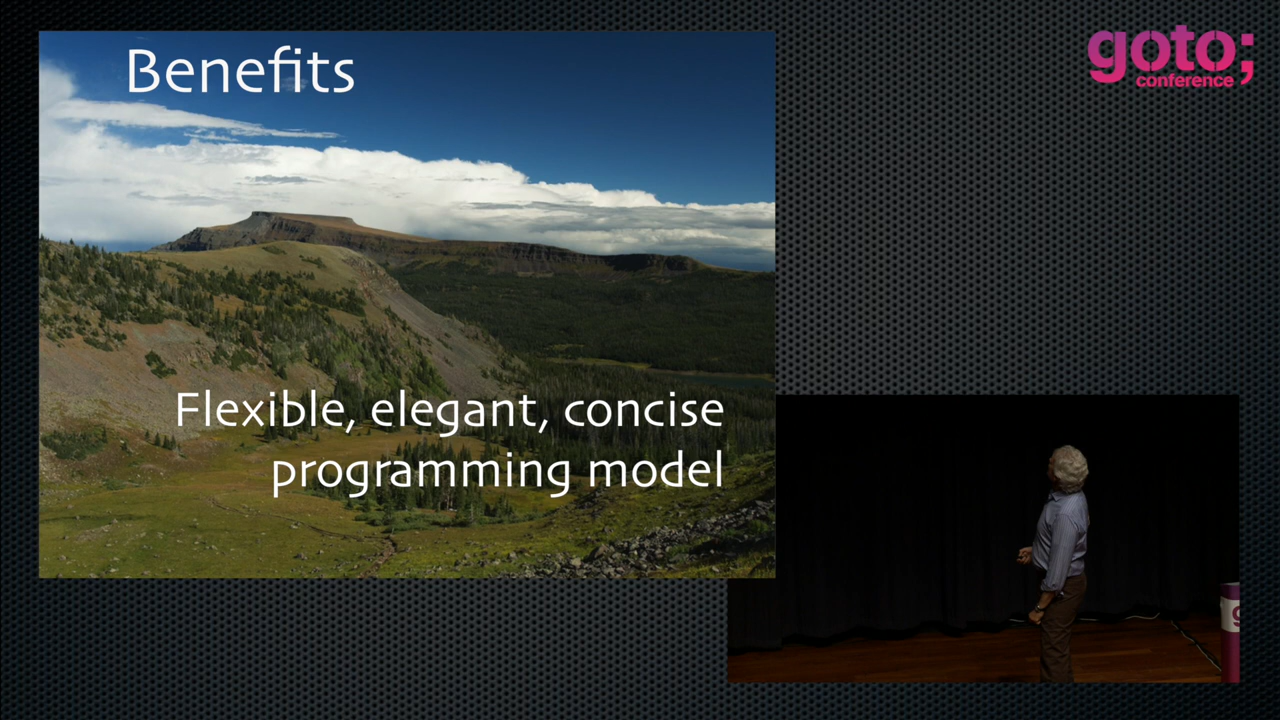 Benefits
Flexible, elegant, concise
programming model
goto;
conference
g